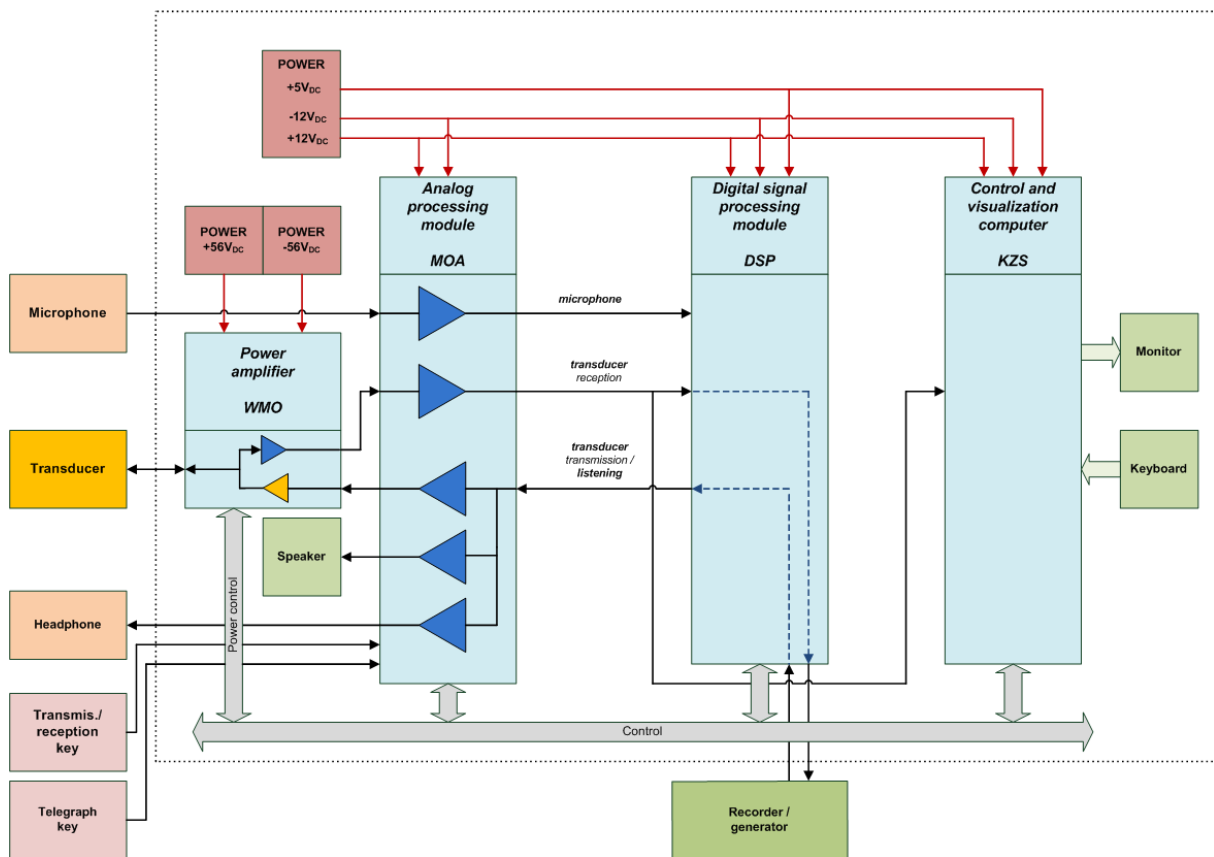 POWER
+5VDC
-12VDC
+12VDC
Analog
processing
module
MOA
Digital signal
processing
module
DSP
Control and
visualization
computer
KZS
POWER
+56VDC
POWER
-56VDC
Microphone
microphone
Power
amplifier
WMO
transducer
reception
Monitor
Transducer
transducer
transmission /
listening
Keyboard
Speaker
Headphone
Power control
Transmis./
reception
key
Control
Telegraph
key
Recorder /
generator